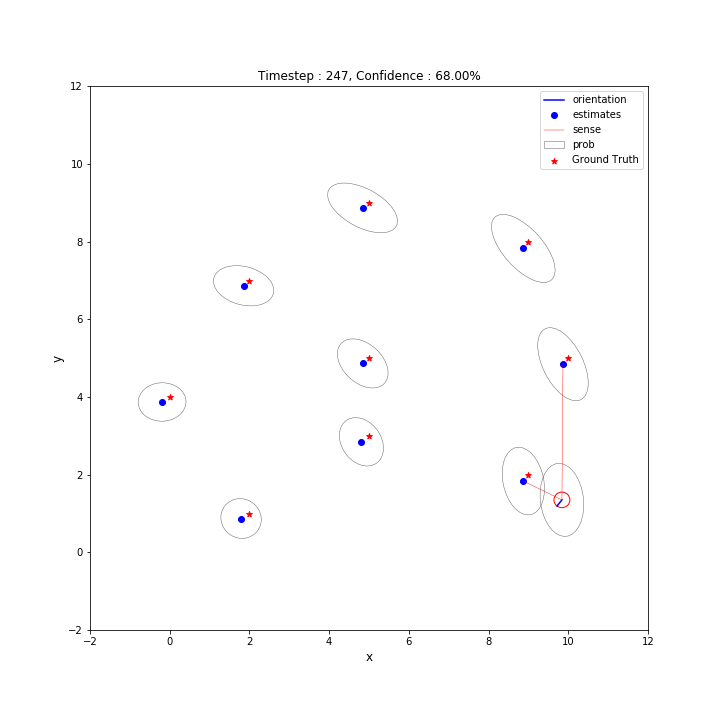 Timestep : 247, Confidence : 68.00%
orientation
estimates
sense
prob
Ground Truth
12
10
8
6
4
2
0
−2
y
−2 0 2 4 6 8 10 12
x